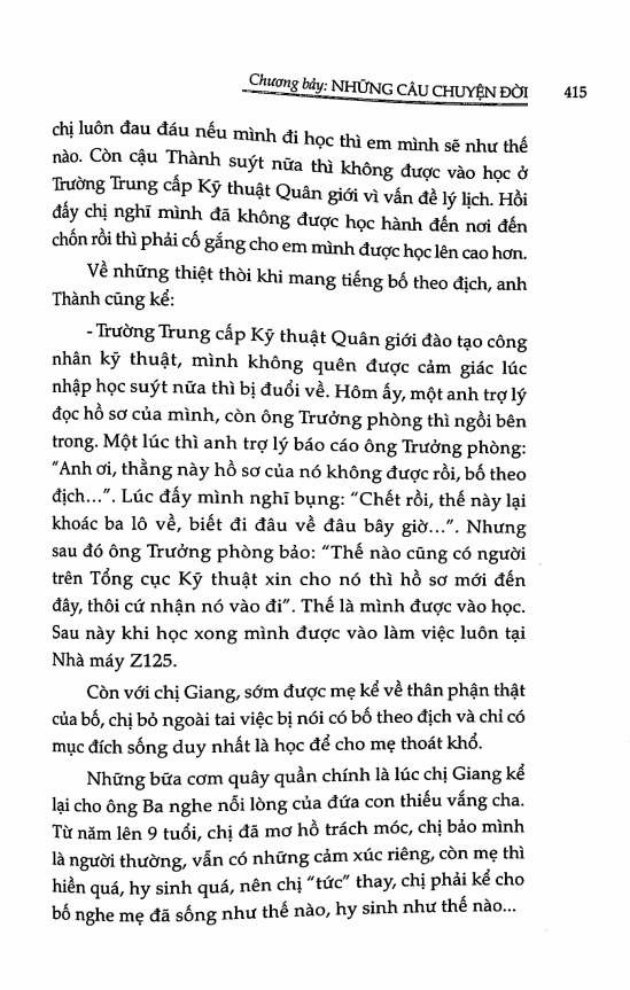 Chương bảy: NHỮNG CÂU CHUYỆN ĐỜI 415
chị luôn đau đáu nếu mình đi học thì em mình sẽ như thế
nào. Còn cậu Thành suýt nữa thì không được vào học ở
Trường Trung cấp Kỹ thuật Quân giới vì vấn đề lý lịch. Hồi
đấy chị nghĩ mình đã không được học hành đến nơi đến
chốn rồi thì phải cố gắng cho em mình được học lên cao hơn.
Về những thiệt thòi khi mang tiếng bố theo địch, anh
Thành cũng kể:
- Trường Trung cấp Kỹ thuật Quân giới đào tạo công
nhân kỹ thuật, mình không quên được cảm giác lúc
nhập học suýt nữa thì bị đuổi về. Hôm ấy, một anh trợ lý
đọc hồ sơ của mình, còn ông Trưởng phòng thì ngồi bên
trong. Một lúc thì anh trợ lý báo cáo ông Trưởng phòng:
"Anh ơi, thằng này hồ sơ của nó không được rồi, bố theo
địch...". Lúc đấy mình nghĩ bụng: "Chết rồi, thế này lại
khoác ba lô về, biết đi đâu về đâu bây giờ...". Nhưng
sau đó ông Trưởng phòng bảo: "Thế nào cũng có người
trên Tổng cục Kỹ thuật xin cho nó thì hồ sơ mới đến
đây, thôi cứ nhận nó vào đi". Thế là mình được vào học.
Sau này khi học xong mình được vào làm việc luôn tại
Nhà máy Z125.
Còn với chị Giang, sớm được mẹ kể về thân phận thật
của bố, chị bỏ ngoài tai việc bị nói có bố theo địch và chỉ có
mục đích sống duy nhất là học để cho mẹ thoát khổ.
Những bữa cơm quây quần chính là lúc chị Giang kể
lại cho ông Ba nghe nỗi lòng của đứa con thiếu vắng cha.
Từ năm lên 9 tuổi, chị đã mơ hồ trách móc, chị bảo mình
là người thường, vẫn có những cảm xúc riêng, còn mẹ thì
hiền quá, hy sinh quá, nên chị "tức" thay, chị phải kể cho
bố nghe mẹ đã sống như thế nào, hy sinh như thế nào...